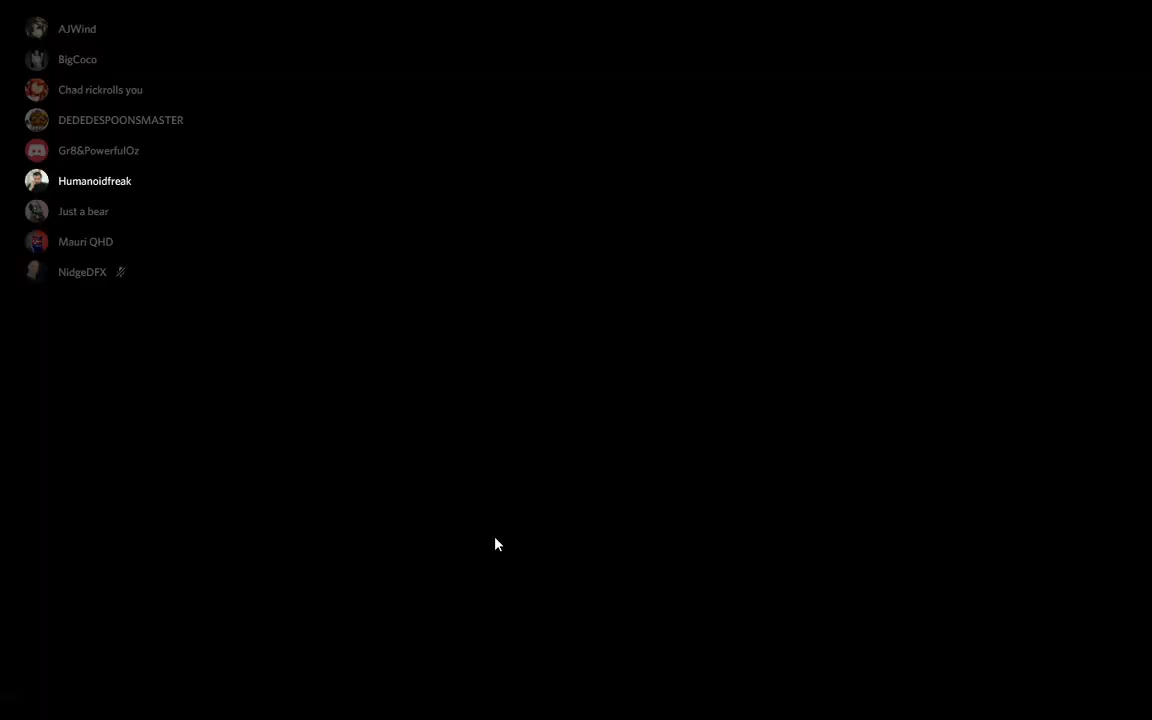 AJWind
BigCoco
Chad rickrolls you
DEDEDESPOONSMASTER
Gr8&PowerfulOz
Humanoidfreak
Just a bear
Mauri QHD
NidgeDFX